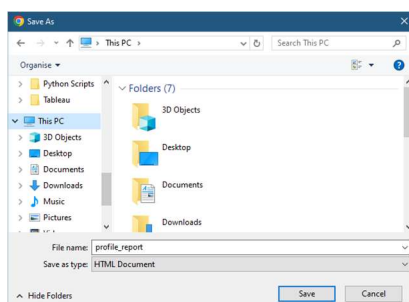 Save As
This PC
Search This PC
Organise
Python Scripts
Tableau
This PC
3D Objects
Desktop
Documents
Downloads
Music
Pictures
Folders (7)
3D Objects
Desktop
Documents
Downloads
File name: profile_report
Save as type: HTML Document
Hide Folders
Save
Cancel